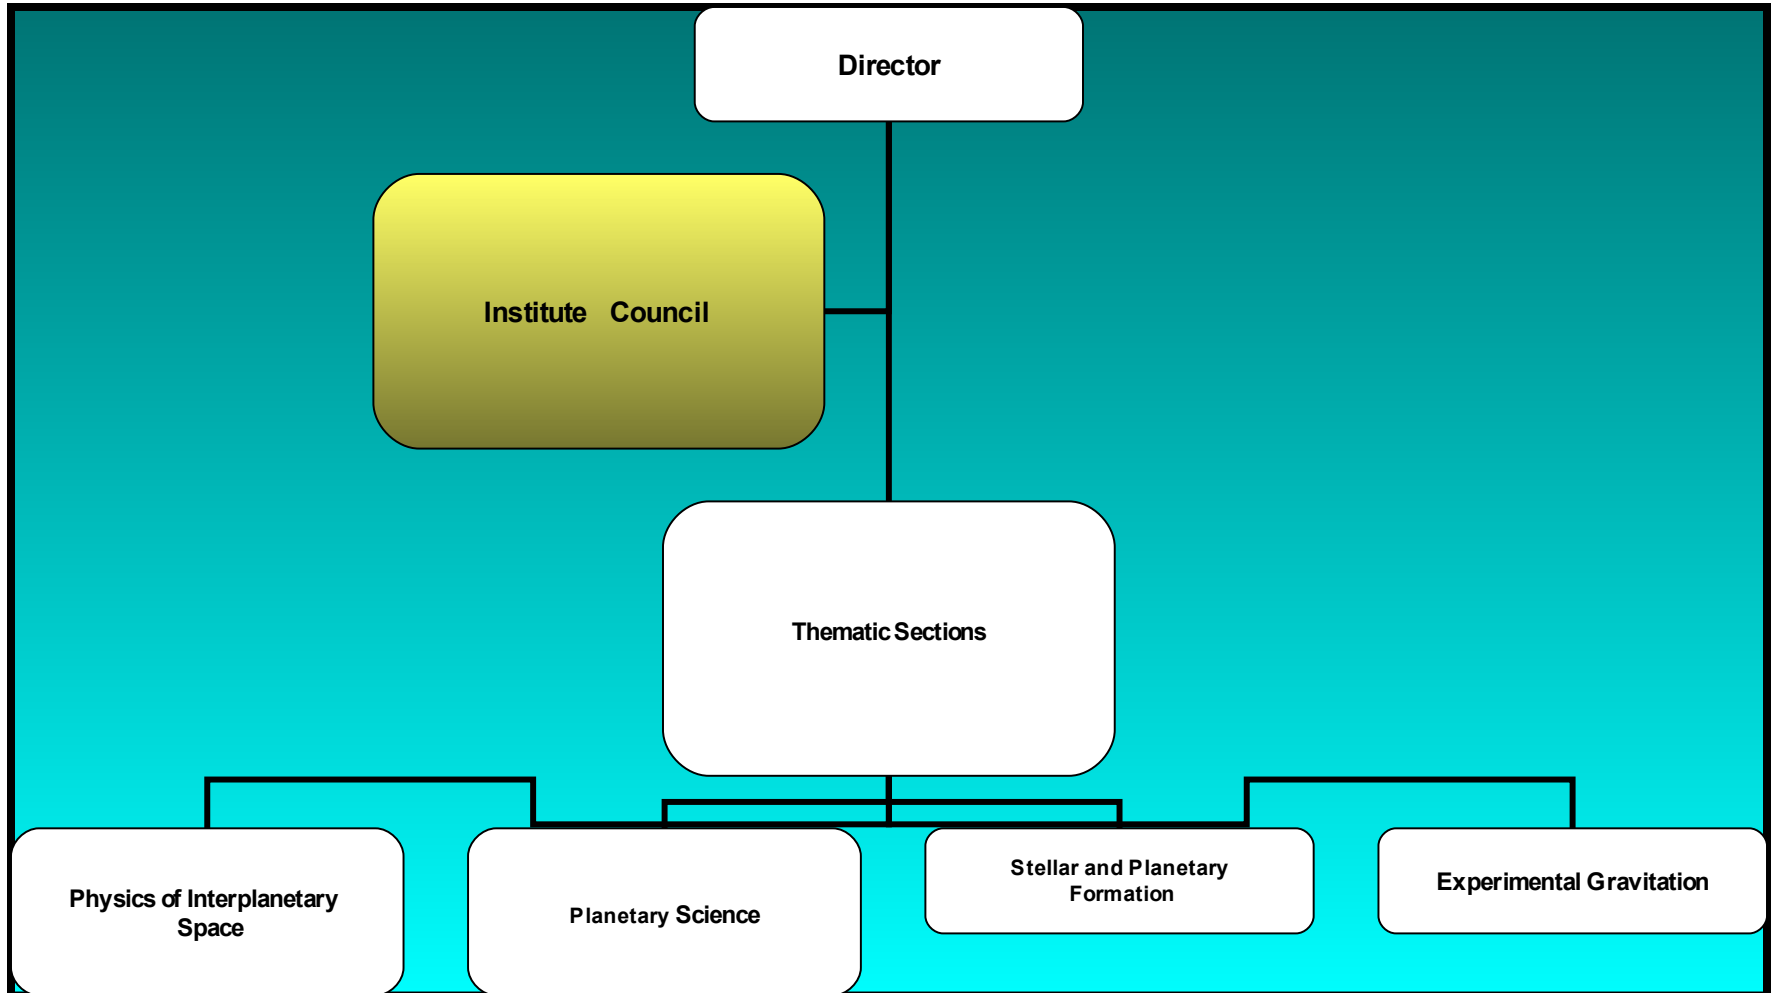 Director
Institute Council
Thematic Sections
Physics of Interplanetary
Space
Planetary Science
Stellar and Planetary
Formation
Experimental Gravitation